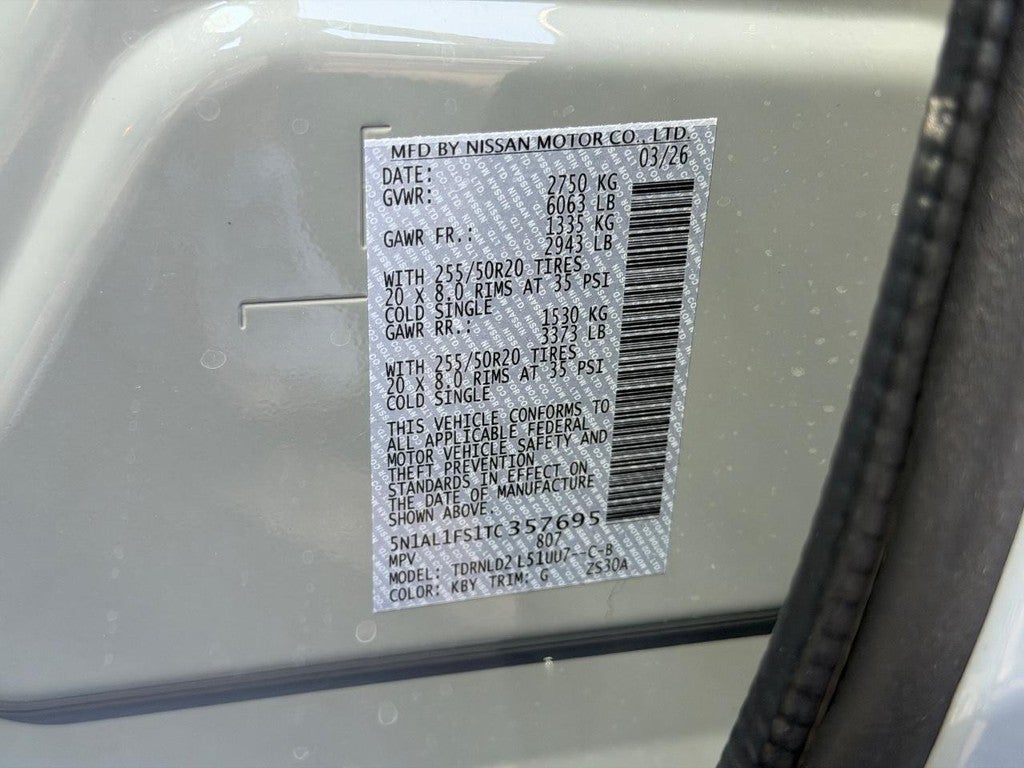 MFD BY NISSAN MOTOR CO., LTD.
DATE: 03/26
GVWR: 2750 KG
6063 LB
GAWR FR.: 1335 KG
2943 LB
WITH 255/50R20 TIRES
20 X 8.0 RIMS AT 35 PSI
COLD SINGLE
GAWR RR.: 1530 KG
3373 LB
WITH 255/50R20 TIRES
20 X 8.0 RIMS AT 35 PSI
COLD SINGLE
THIS VEHICLE CONFORMS TO
ALL APPLICABLE FEDERAL
MOTOR VEHICLE SAFETY AND
THEFT PREVENTION
STANDARDS IN EFFECT ON
THE DATE OF MANUFACTURE
SHOWN ABOVE.
5N1AL1FS1TC357695
MPV 807
MODEL: TDRNLD2 L51UU7--C-B
COLOR: KBY TRIM: G ZS30A